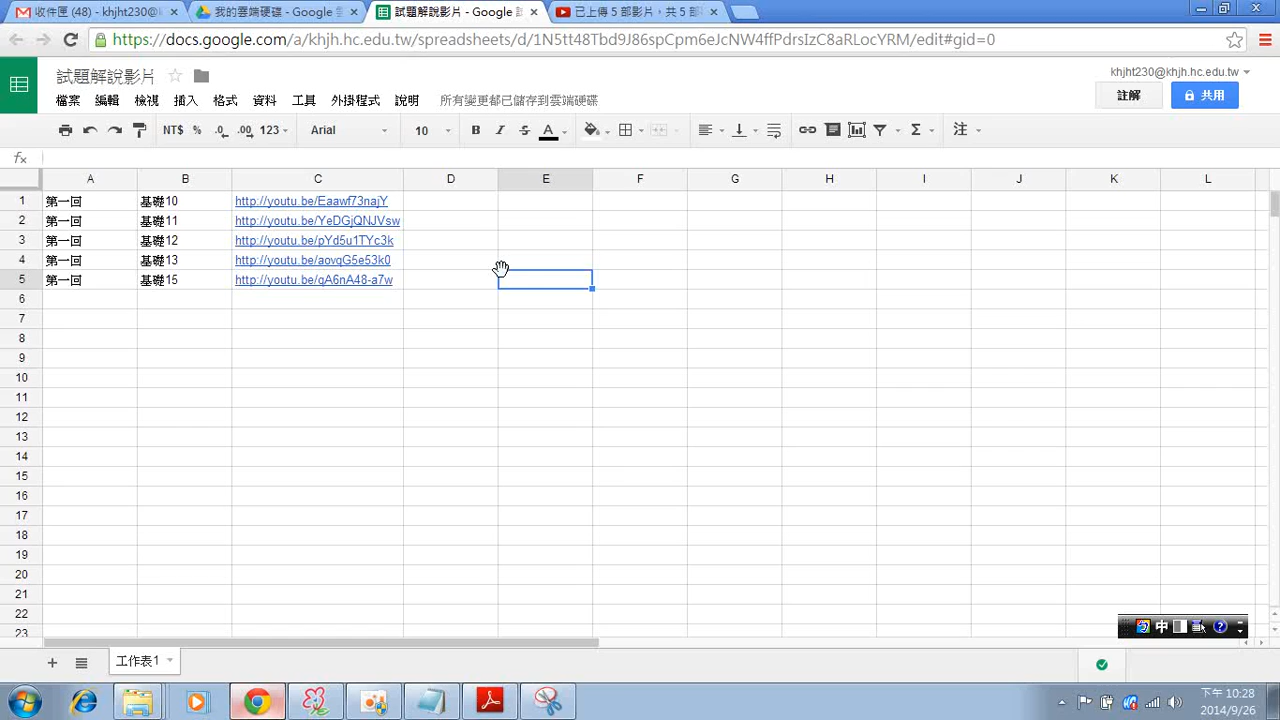 收件匣 (48) - khjht230@k
我的雲端硬碟 - Google 雲
試題解說影片 - Google 試
已上傳 5 部影片，共 5 部
https://docs.google.com/a/khjh.hc.edu.tw/spreadsheets/d/1N5tt48Tbd9J86spCpm6eJcNW4ffPdrsIzC8aRLocYRM/edit#gid=0
試題解說影片
khjht230@khjh.hc.edu.tw
檔案 編輯 檢視 插入 格式 資料 工具 外掛程式 說明 所有變更都已儲存到雲端硬碟
註解 共用
NT$ % .0 .00 123 Arial 10 B I S A Σ 注
fx
A B C D E F G H I J K L
1 第一回 基礎10 http://youtu.be/Eaawf73najY
2 第一回 基礎11 http://youtu.be/YeDGjQNJVsw
3 第一回 基礎12 http://youtu.be/pYd5u1TYc3k
4 第一回 基礎13 http://youtu.be/aovgG5e53k0
5 第一回 基礎15 http://youtu.be/qA6nA48-a7w
6
7
8
9
10
11
12
13
14
15
16
17
18
19
20
21
22
23
中
工作表1
下午 10:28
2014/9/26